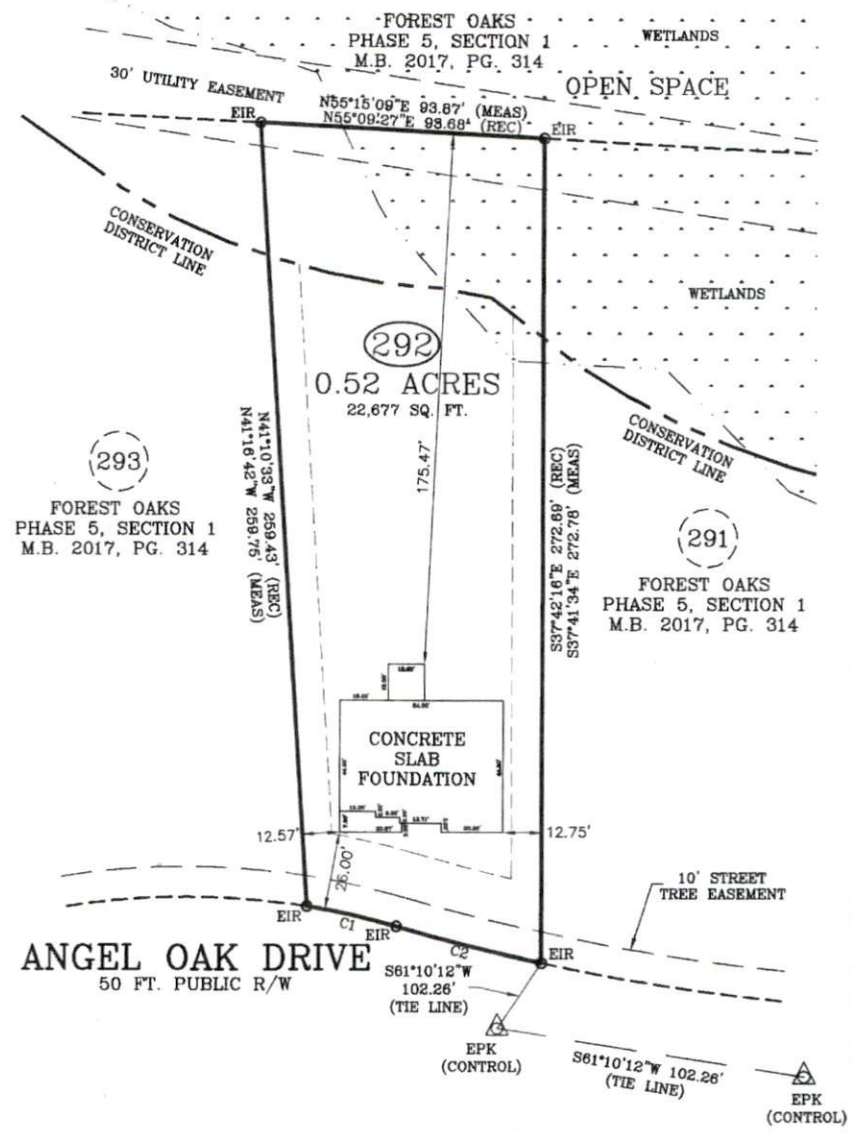 FOREST OAKS
PHASE 5, SECTION 1
M.B. 2017, PG. 314
WETLANDS
OPEN SPACE
30' UTILITY EASEMENT
EIR
N55°15'09"E 93.87' (MEAS)
N55°09'27"E 93.68' (REC)
EIR
CONSERVATION
DISTRICT LINE
WETLANDS
292
0.52 ACRES
22,677 SQ. FT.
175.47'
N41°10'33"W 259.43' (REC)
N41°16'42"W 259.75' (MEAS)
293
FOREST OAKS
PHASE 5, SECTION 1
M.B. 2017, PG. 314
CONSERVATION
DISTRICT LINE
S37°42'16"E 272.69' (REC)
S37°41'34"E 272.78' (MEAS)
291
FOREST OAKS
PHASE 5, SECTION 1
M.B. 2017, PG. 314
CONCRETE
SLAB
FOUNDATION
12.57'
12.75'
26.00'
10' STREET
TREE EASEMENT
EIR
C1
EIR
C2
EIR
ANGEL OAK DRIVE
50 FT. PUBLIC R/W
S61°10'12"W
102.26'
(TIE LINE)
EPK
(CONTROL)
S61°10'12"W 102.26'
(TIE LINE)
EPK
(CONTROL)